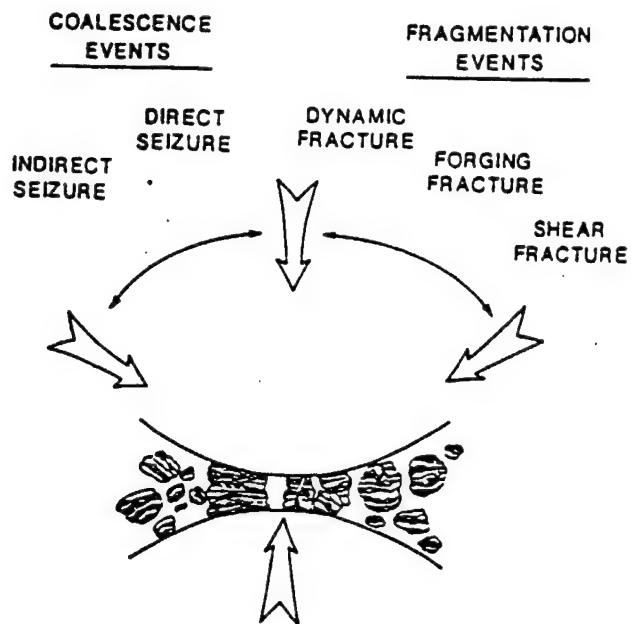 COALESCENCE
EVENTS
FRAGMENTATION
EVENTS
DIRECT
SEIZURE
DYNAMIC
FRACTURE
INDIRECT
SEIZURE
FORGING
FRACTURE
SHEAR
FRACTURE